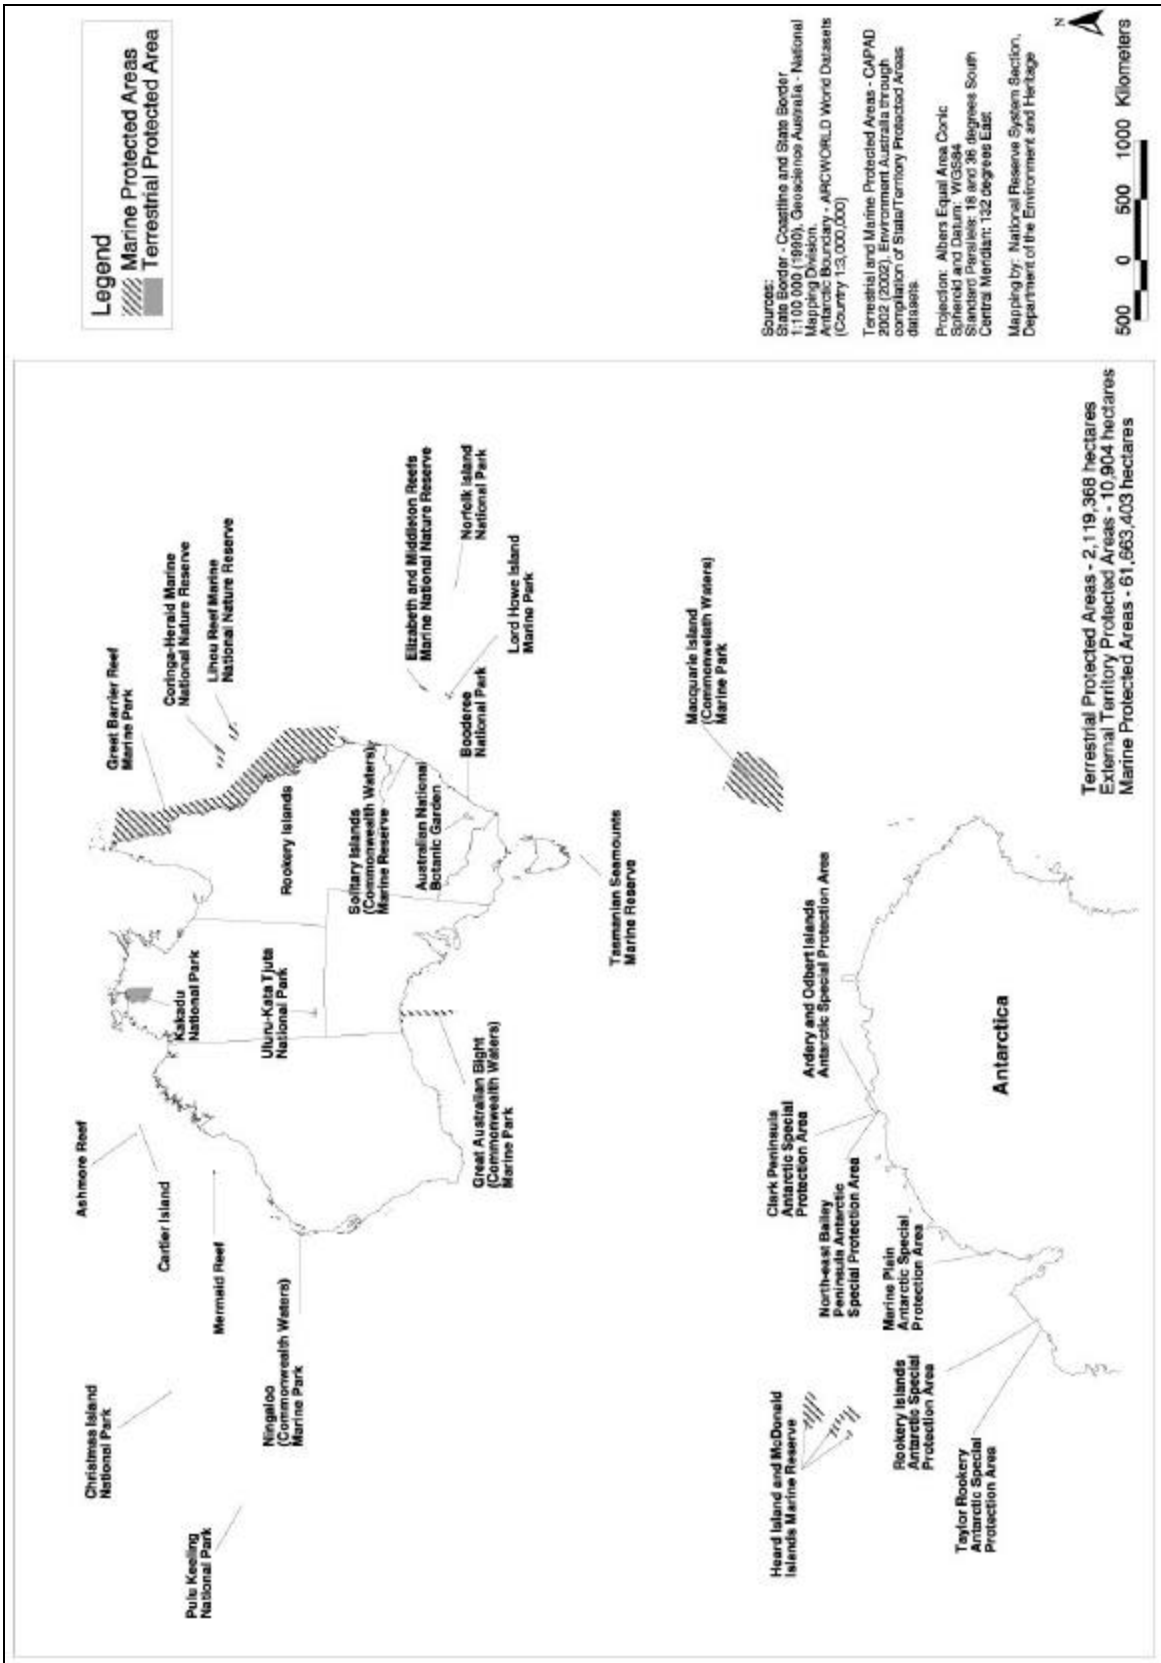 Legend
Marine Protected Areas
Terrestrial Protected Area
Ashmore Reef
Cartier Island
Mermaid Reef
Christmas Island
National Park
Pulu Keeling
National Park
Ningaloo
(Commonwealth Waters)
Marine Park
Kakadu
National Park
Uluru-Kata Tjuta
National Park
Great Australian Bight
(Commonwealth Waters)
Marine Park
Great Barrier Reef
Marine Park
Coringa-Herald Marine
National Nature Reserve
Lihou Reef Marine
National Nature Reserve
Rookery Islands
Solitary Islands
(Commonwealth Waters)
Marine Reserve
Australian National
Botanic Garden
Booderee
National Park
Elizabeth and Middleton Reefs
Marine National Nature Reserve
Norfolk Island
National Park
Lord Howe Island
Marine Park
Tasmanian Seamounts
Marine Reserve
Macquarie Island
(Commonwelath Waters)
Marine Park
Heard Island and McDonald
Islands Marine Reserve
Clark Peninsula
Antarctic Special
Protection Area
North-east Bailey
Peninsula Antarctic
Special Protection Area
Ardery and Odbert Islands
Antarctic Special Protection Area
Marine Plain
Antarctic Special
Protection Area
Rookery Islands
Antarctic Special
Protection Area
Taylor Rookery
Antarctic Special
Protection Area
Antarctica
Terrestrial Protected Areas - 2,119,368 hectares
External Territory Protected Areas - 10,904 hectares
Marine Protected Areas - 61,663,403 hectares
Sources:
State Border - Coastline and State Border
1:100 000 (1990), Geoscience Australia - National
Mapping Division.
Antarctic Boundary - ARCWORLD World Datasets
(Country 1:3,000,000)
Terrestrial and Marine Protected Areas - CAPAD
2002 (2002), Environment Australia through
compilation of State/Territory Protected Areas
datasets.
Projection: Albers Equal Area Conic
Spheroid and Datum: WGS84
Standard Parallels: 18 and 36 degrees South
Central Meridian: 132 degrees East
Mapping by: National Reserve System Section,
Department of the Environment and Heritage
N
500 0 500 1000 Kilometers